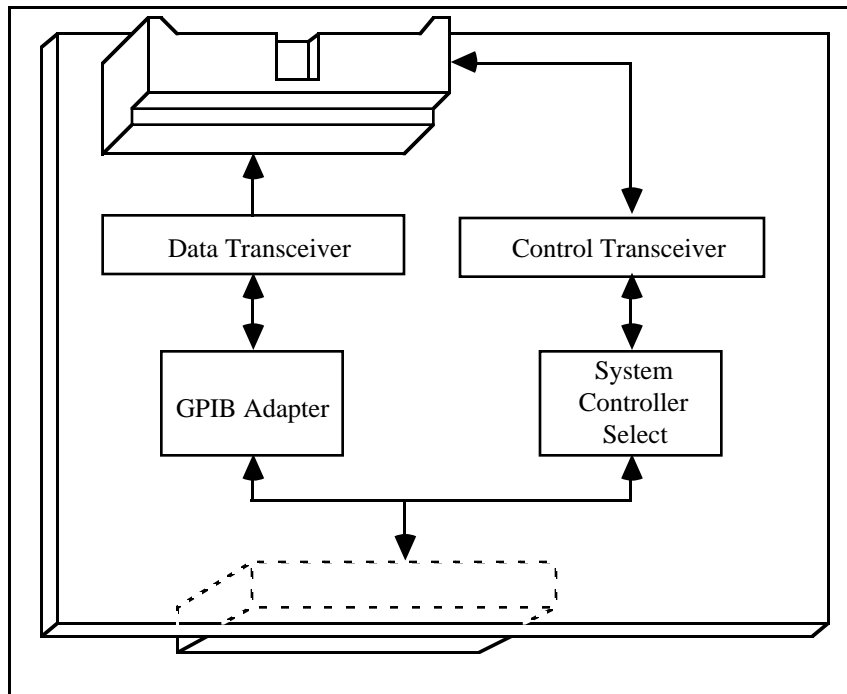 Data Transceiver
Control Transceiver
GPIB Adapter
System
Controller
Select